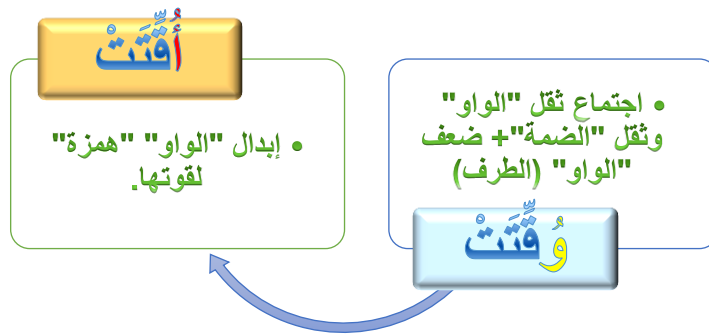 • اجتماع ثقل "الواو"
وثقل "الضمة"+ ضعف
"الواو" (الطرف)
وُقِّتَتْ
أُقِّتَتْ
• إبدال "الواو" "همزة"
لقوتها.